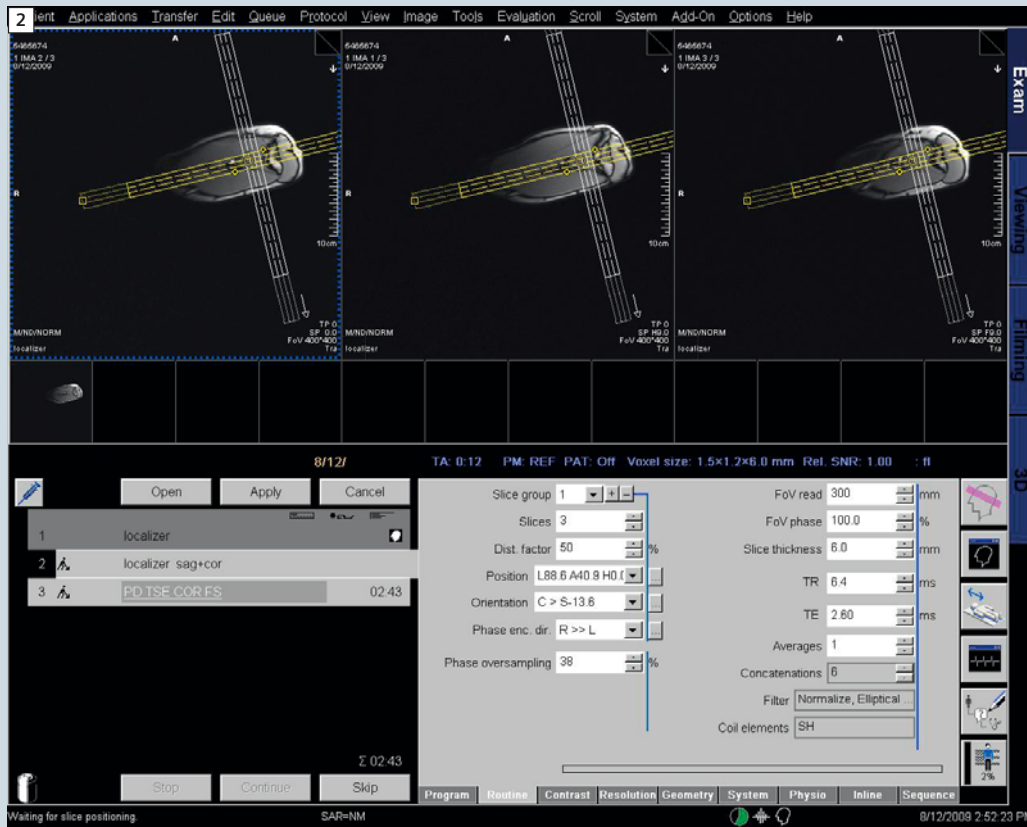 2
ient Applications Transfer Edit Queue Protocol View Image Tools Evaluation Scroll System Add-On Options Help
6466674
1 IMA 2 / 3
8/12/2009
A
R
10cm
M/ND/NORM
localizer
TP 0
SP 0.0
FoV 400*400
Tra
6466674
1 IMA 1 / 3
8/12/2009
A
R
10cm
M/ND/NORM
localizer
TP 0
SP H9.0
FoV 400*400
Tra
6466674
1 IMA 3 / 3
8/12/2009
A
R
10cm
M/ND/NORM
localizer
TP 0
SP F9.0
FoV 400*400
Tra
Exam
Viewing
Filming
3D
8/12/
TA: 0:12 PM: REF PAT: Off Voxel size: 1.5×1.2×6.0 mm Rel. SNR: 1.00 : fl
Open Apply Cancel
1 localizer
2 localizer sag+cor
3 PD TSE COR FS 02:43
Σ 02:43
Stop Continue Skip
Slice group 1 + −
Slices 3
Dist. factor 50 %
Position L88.6 A40.9 H0.( ...
Orientation C > S-13.6 ...
Phase enc. dir. R >> L ...
Phase oversampling 38 %
FoV read 300 mm
FoV phase 100.0 %
Slice thickness 6.0 mm
TR 6.4 ms
TE 2.60 ms
Averages 1
Concatenations 6
Filter Normalize, Elliptical ...
Coil elements SH
2%
Program Routine Contrast Resolution Geometry System Physio Inline Sequence
Waiting for slice positioning. SAR=NM 8/12/2009 2:52:23 PM